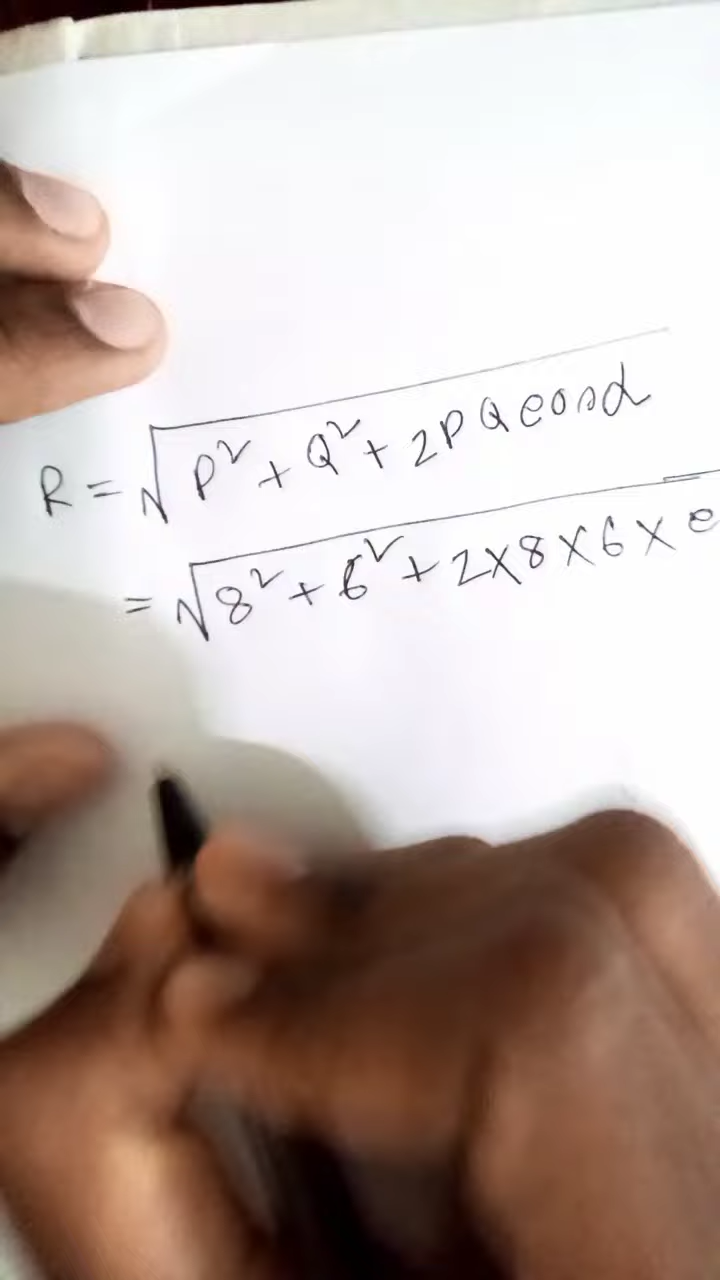 R = √P² + Q² + 2PQ cosα
= √8² + 6² + 2×8×6×c